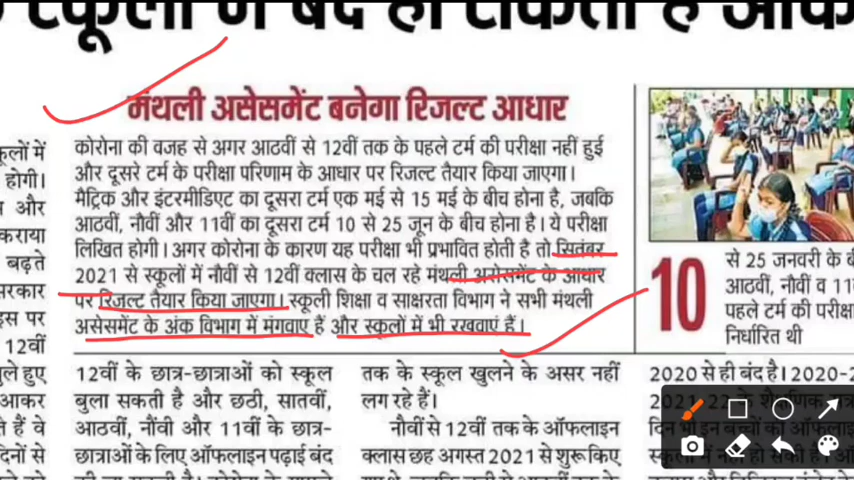 स्कूलों में बंद हो सकती है
मंथली असेसमेंट बनेगा रिजल्ट आधार
कोरोना की वजह से अगर आठवीं से 12वीं तक के पहले टर्म की परीक्षा नहीं हुई
और दूसरे टर्म के परीक्षा परिणाम के आधार पर रिजल्ट तैयार किया जाएगा।
मैट्रिक और इंटरमीडिएट का दूसरा टर्म एक मई से 15 मई के बीच होना है, जबकि
आठवीं, नौवीं और 11वीं का दूसरा टर्म 10 से 25 जून के बीच होना है। ये परीक्षा
लिखित होगी। अगर कोरोना के कारण यह परीक्षा भी प्रभावित होती है तो सितंबर
2021 से स्कूलों में नौवीं से 12वीं क्लास के चल रहे मंथली असेसमेंट के आधार
पर रिजल्ट तैयार किया जाएगा। स्कूली शिक्षा व साक्षरता विभाग ने सभी मंथली
असेसमेंट के अंक विभाग में मंगवाए हैं और स्कूलों में भी रखवाएं हैं।
10
से 25 जनवरी के
आठवीं, नौवीं व
पहले टर्म की
निर्धारित थी
में
होगी।
और
कराया
बढ़ते
पर
12वीं
हुए
आकर
हैं वे
से
12वीं के छात्र-छात्राओं को स्कूल
बुला सकती है और छठी, सातवीं,
आठवीं, नौंवी और 11वीं के छात्र-
छात्राओं के लिए ऑफलाइन पढ़ाई बंद
तक के स्कूल खुलने के असर नहीं
लग रहे हैं।
नौवीं से 12वीं तक के ऑफलाइन
क्लास छह अगस्त 2021 से शुरू किए
2020 से ही बंद है।